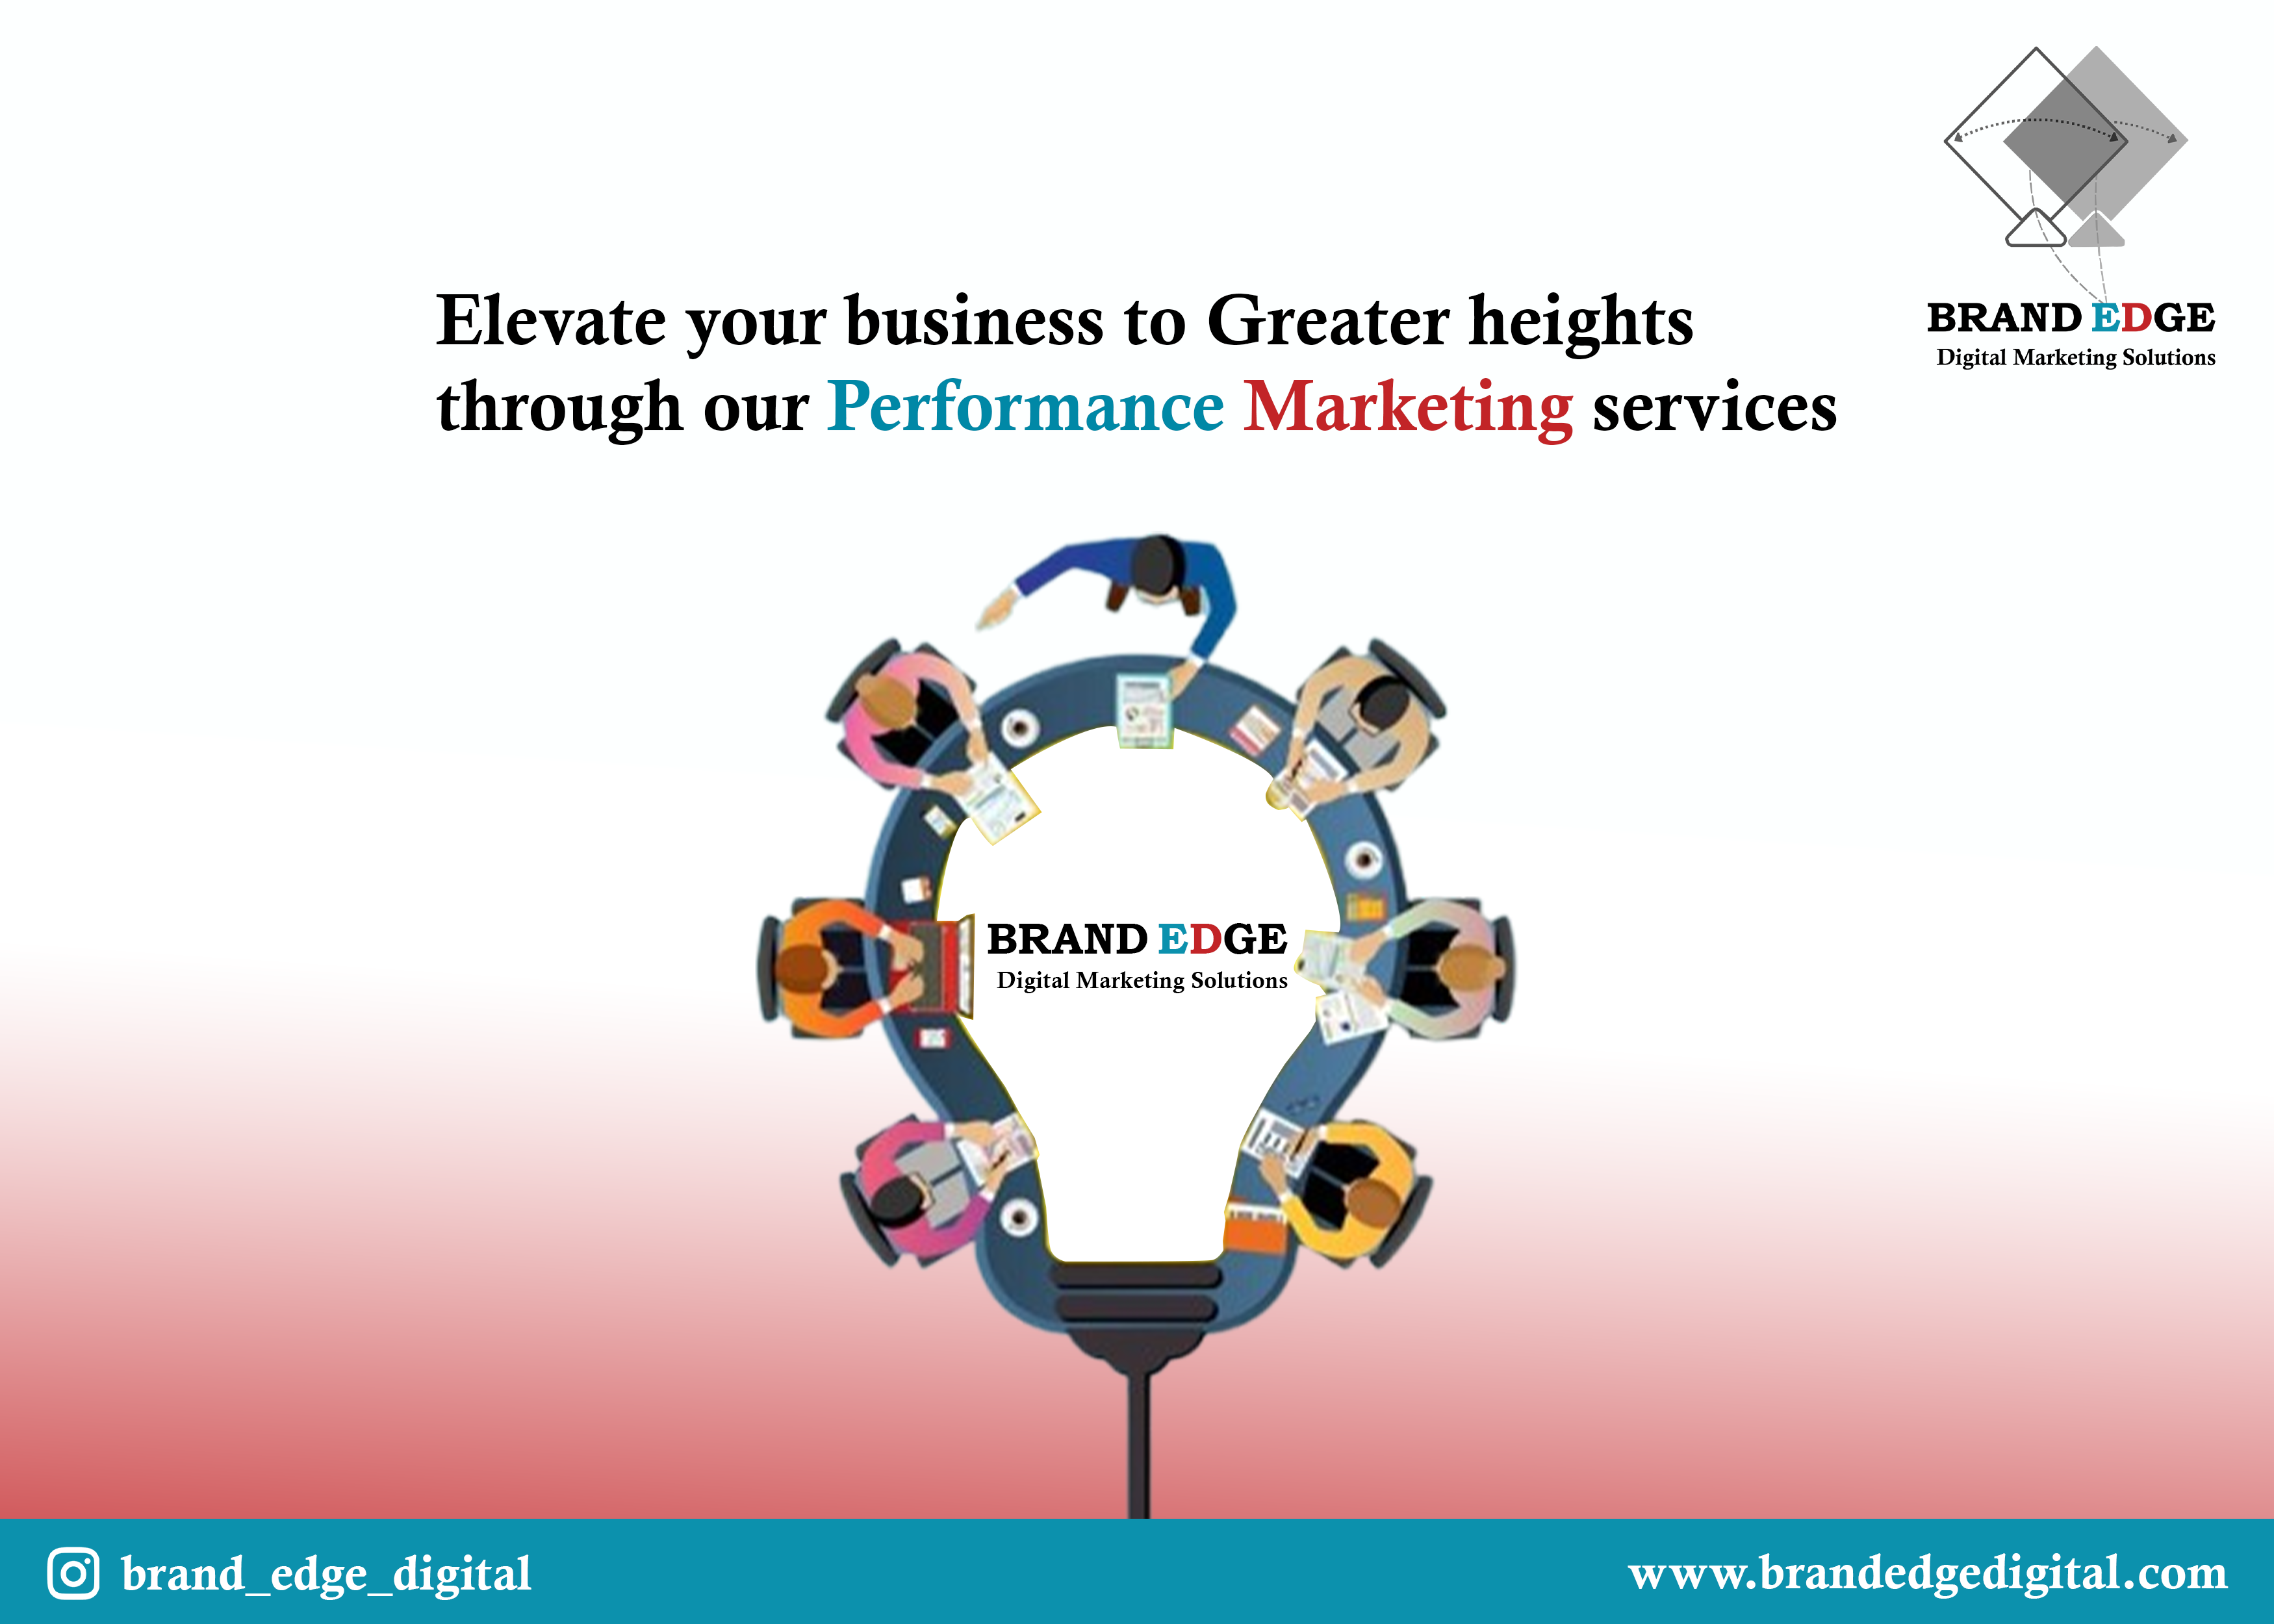 BRAND EDGE
Digital Marketing Solutions
Elevate your business to Greater heights
through our Performance Marketing services
BRAND EDGE
Digital Marketing Solutions
brand_edge_digital
www.brandedgedigital.com